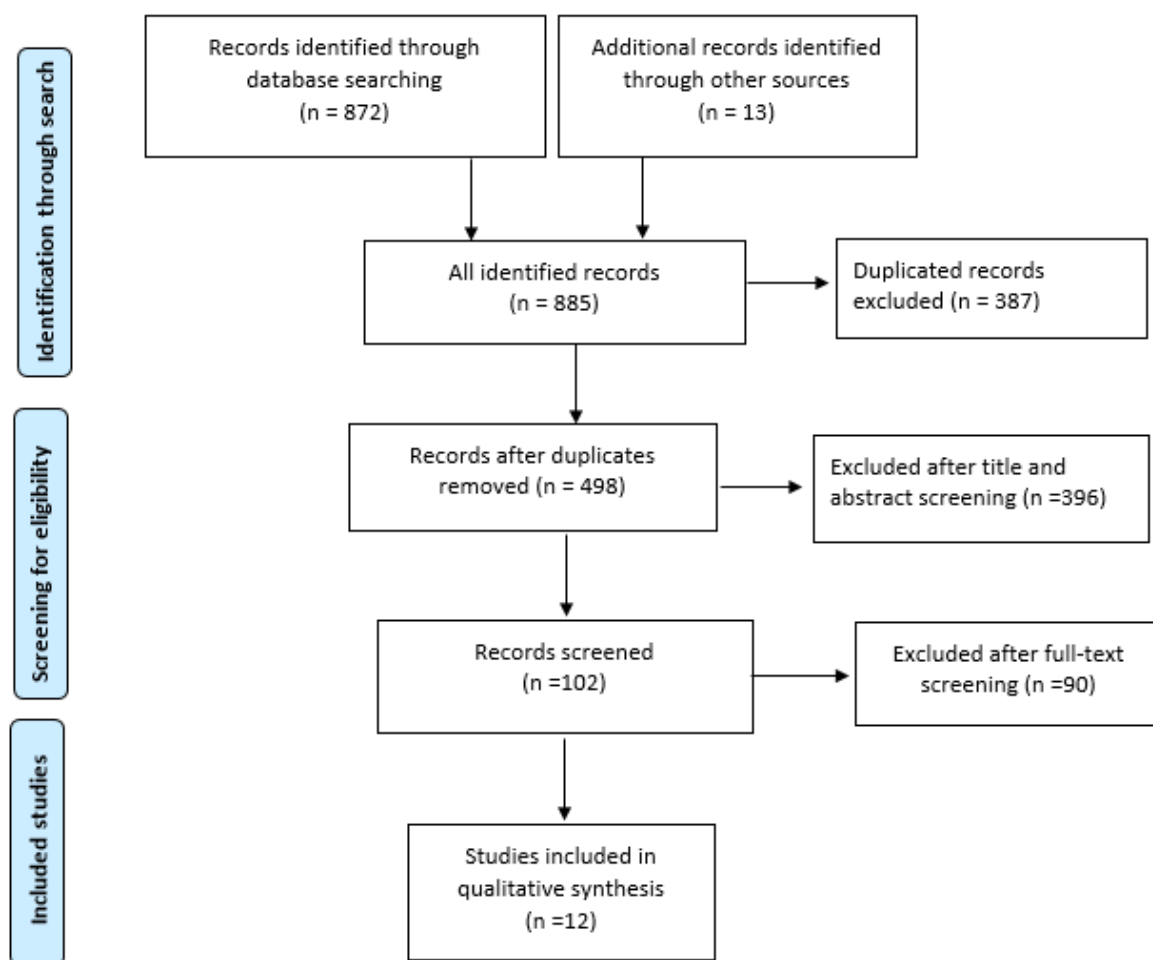 Identification through search
Records identified through
database searching
(n = 872)
Additional records identified
through other sources
(n = 13)
All identified records
(n = 885)
Duplicated records
excluded (n = 387)
Screening for eligibility
Records after duplicates
removed (n = 498)
Excluded after title and
abstract screening (n =396)
Records screened
(n =102)
Excluded after full-text
screening (n =90)
Included studies
Studies included in
qualitative synthesis
(n =12)